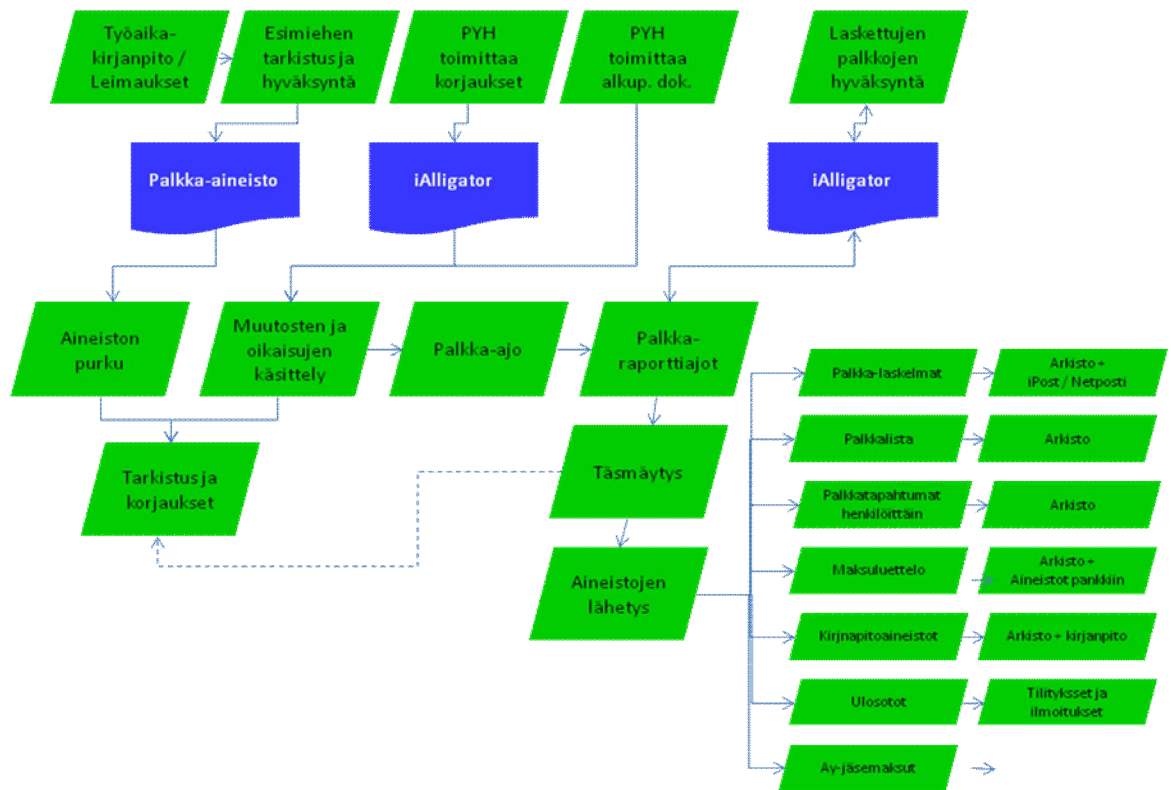 Työaika-
kirjanpito /
Leimaukset
Esimiehen
tarkistus ja
hyväksyntä
PYH
toimittaa
korjaukset
PYH
toimittaa
alkup. dok.
Laskettujen
palkkojen
hyväksyntä
Palkka-aineisto
iAlligator
iAlligator
Aineiston
purku
Muutosten ja
oikaisujen
käsittely
Palkka-ajo
Palkka-
raporttiajot
Tarkistus ja
korjaukset
Täsmäytys
Aineistojen
lähetys
Palkka-laskelmat
Arkisto +
iPost / Netposti
Palkkalista
Arkisto
Palkkatapahtumat
henkilöittäin
Arkisto
Maksuluettelo
Arkisto +
Aineistot pankkiin
Kirjnapitoaineistot
Arkisto + kirjanpito
Ulosotot
Tilityksset ja
ilmoitukset
Ay-jäsemaksut